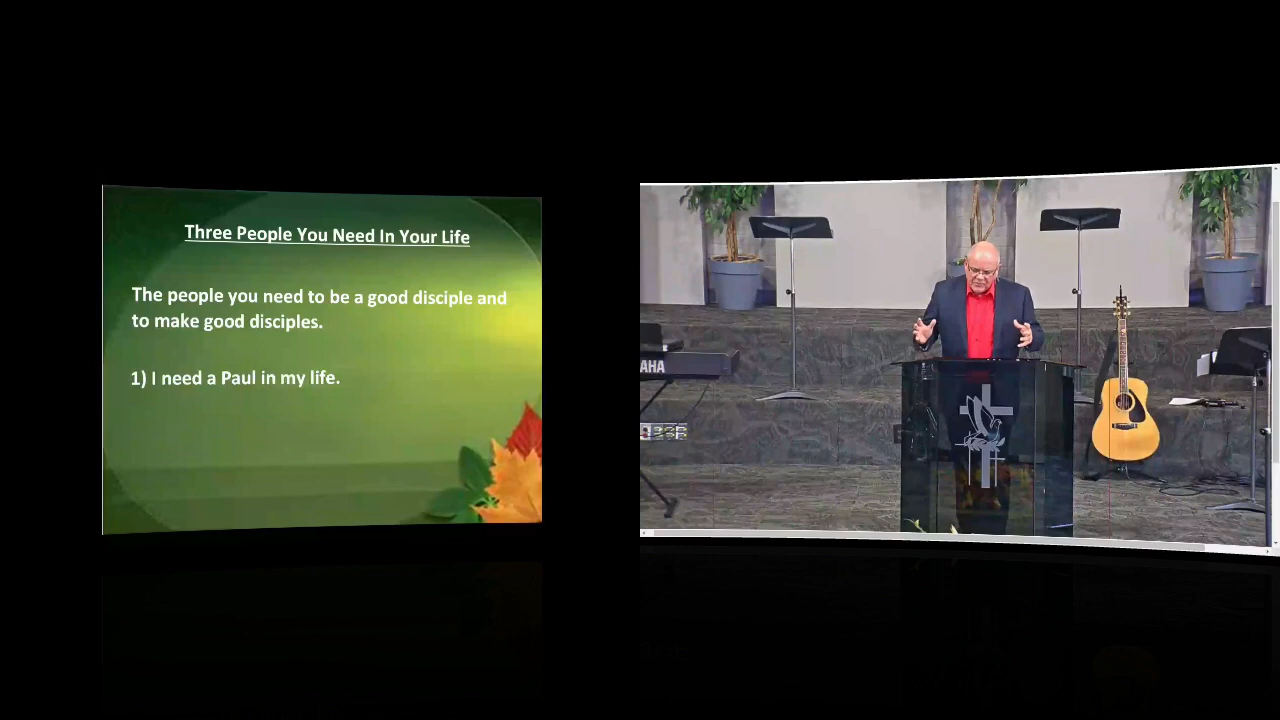 Three People You Need In Your Life
The people you need to be a good disciple and
to make good disciples.
1) I need a Paul in my life.
AHA